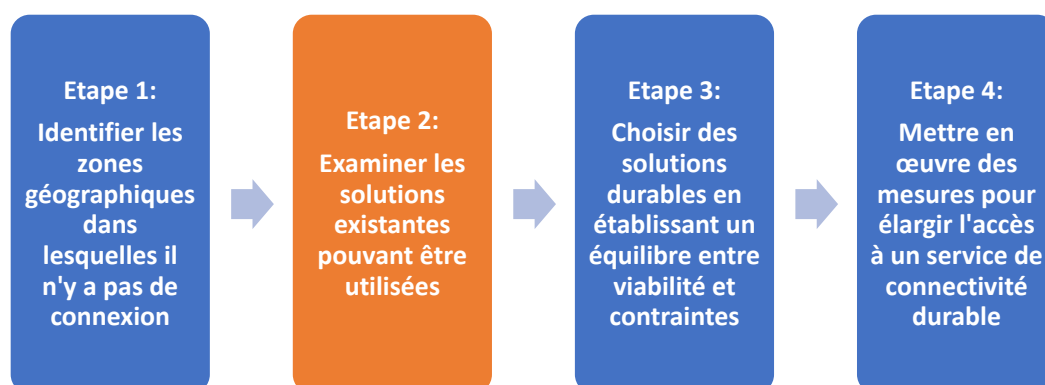 Etape 1:
Identifier les
zones
géographiques
dans
lesquelles il
n'y a pas de
connexion
Etape 2:
Examiner les
solutions
existantes
pouvant être
utilisées
Etape 3:
Choisir des
solutions
durables en
établissant un
équilibre entre
viabilité et
contraintes
Etape 4:
Mettre en
œuvre des
mesures pour
élargir l'accès
à un service de
connectivité
durable